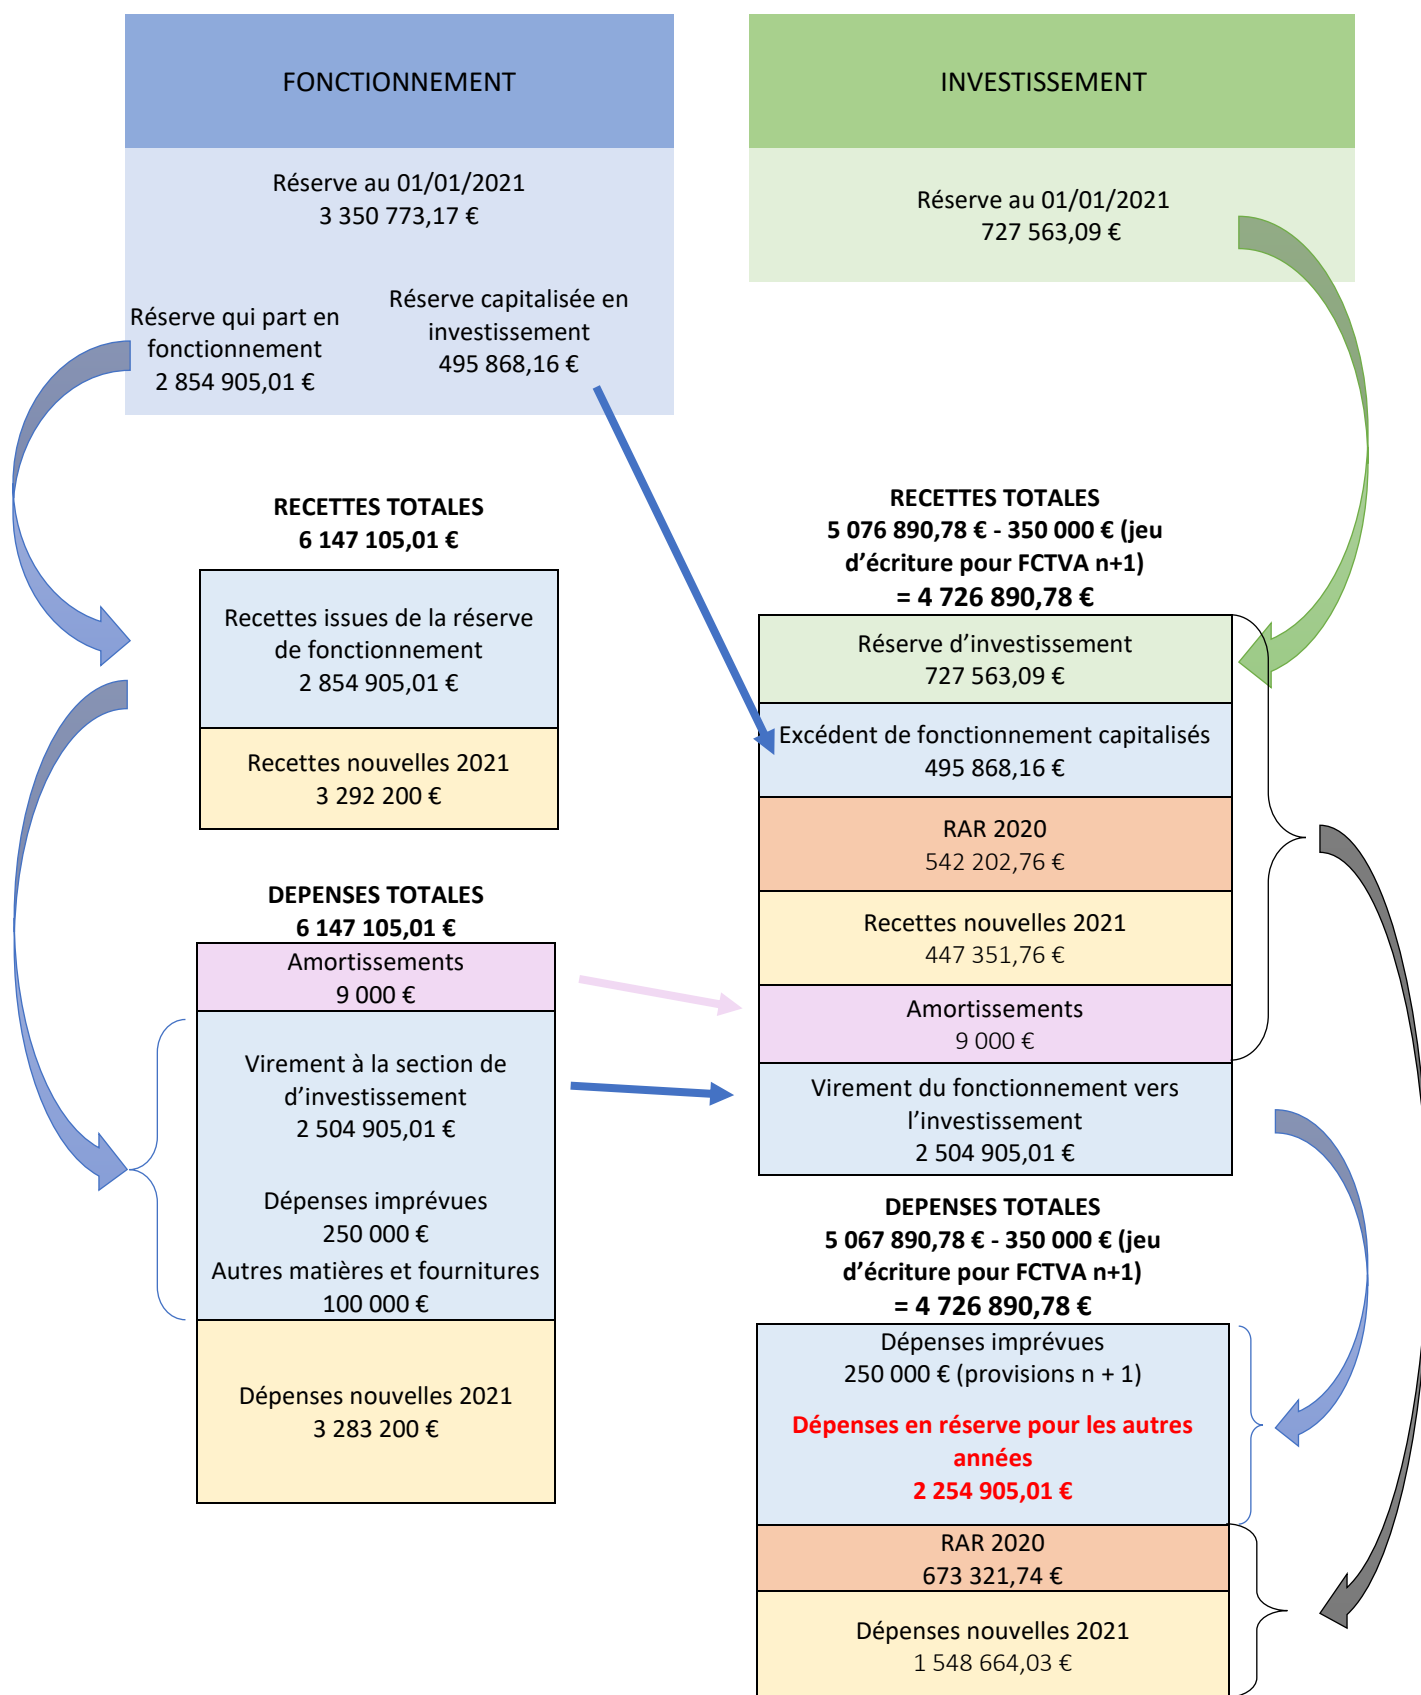 FONCTIONNEMENT
Réserve au 01/01/2021
3 350 773,17 €
Réserve qui part en
fonctionnement
2 854 905,01 €
Réserve capitalisée en
investissement
495 868,16 €
RECETTES TOTALES
6 147 105,01 €
Recettes issues de la réserve
de fonctionnement
2 854 905,01 €
Recettes nouvelles 2021
3 292 200 €
DEPENSES TOTALES
6 147 105,01 €
Amortissements
9 000 €
Virement à la section de
d’investissement
2 504 905,01 €
Dépenses imprévues
250 000 €
Autres matières et fournitures
100 000 €
Dépenses nouvelles 2021
3 283 200 €
INVESTISSEMENT
Réserve au 01/01/2021
727 563,09 €
RECETTES TOTALES
5 076 890,78 € - 350 000 € (jeu
d’écriture pour FCTVA n+1)
= 4 726 890,78 €
Réserve d’investissement
727 563,09 €
Excédent de fonctionnement capitalisés
495 868,16 €
RAR 2020
542 202,76 €
Recettes nouvelles 2021
447 351,76 €
Amortissements
9 000 €
Virement du fonctionnement vers
l’investissement
2 504 905,01 €
DEPENSES TOTALES
5 067 890,78 € - 350 000 € (jeu
d’écriture pour FCTVA n+1)
= 4 726 890,78 €
Dépenses imprévues
250 000 € (provisions n + 1)
Dépenses en réserve pour les autres
années
2 254 905,01 €
RAR 2020
673 321,74 €
Dépenses nouvelles 2021
1 548 664,03 €